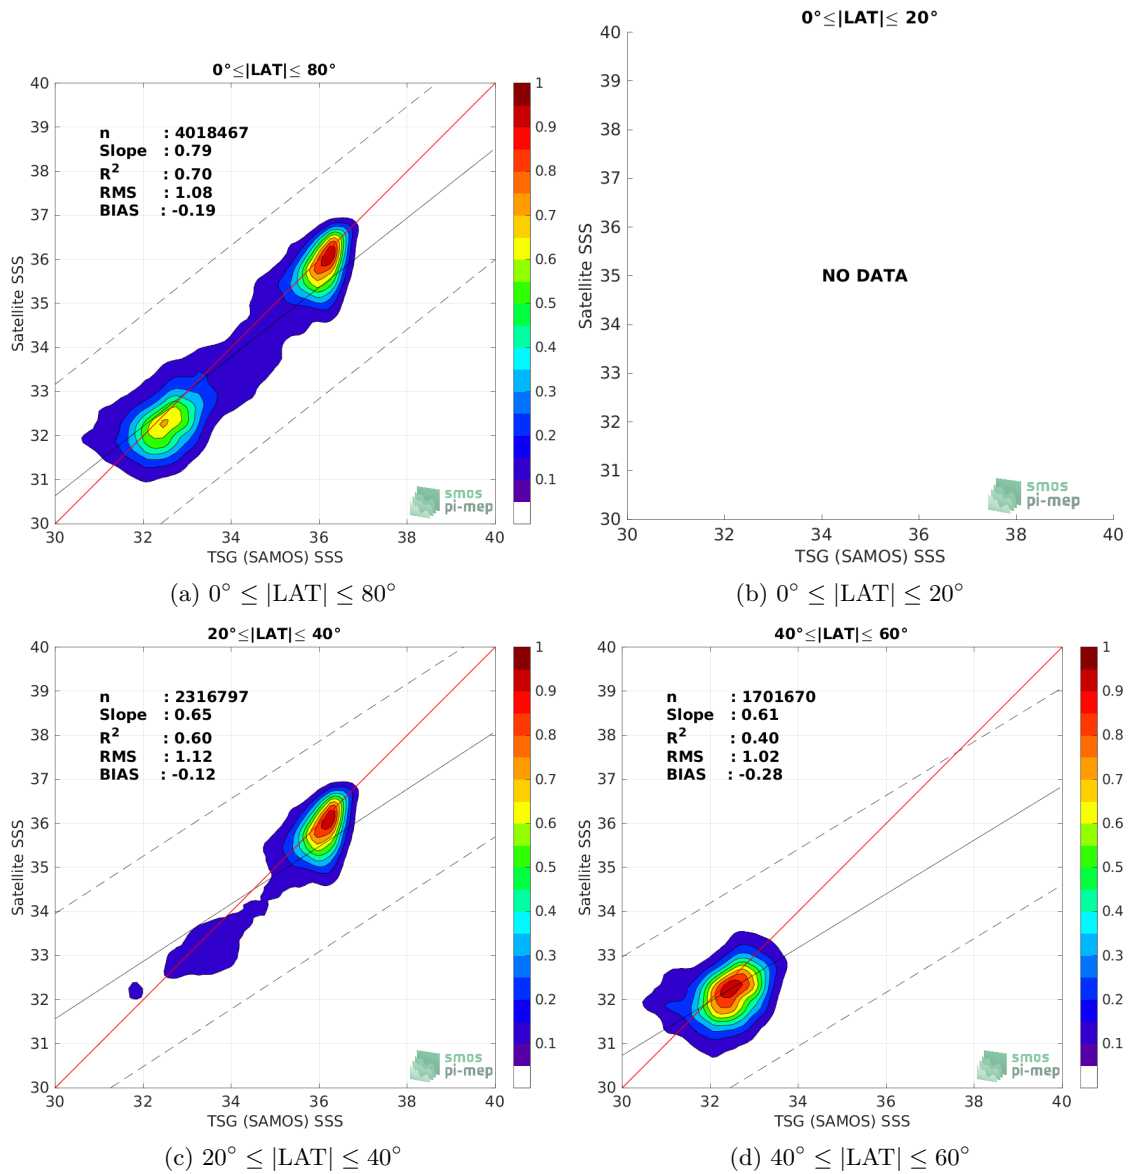 0°≤|LAT|≤ 80°
40
39
38
37
36
35
34
33
32
31
30
Satellite SSS
n : 4018467
Slope : 0.79
R² : 0.70
RMS : 1.08
BIAS : -0.19
1
0.9
0.8
0.7
0.6
0.5
0.4
0.3
0.2
0.1
smos
pi-mep
30 32 34 36 38 40
TSG (SAMOS) SSS
(a) 0° ≤ |LAT| ≤ 80°
0°≤|LAT|≤ 20°
40
39
38
37
36
35
34
33
32
31
30
Satellite SSS
NO DATA
smos
pi-mep
30 32 34 36 38 40
TSG (SAMOS) SSS
(b) 0° ≤ |LAT| ≤ 20°
20°≤|LAT|≤ 40°
40
39
38
37
36
35
34
33
32
31
30
Satellite SSS
n : 2316797
Slope : 0.65
R² : 0.60
RMS : 1.12
BIAS : -0.12
1
0.9
0.8
0.7
0.6
0.5
0.4
0.3
0.2
0.1
smos
pi-mep
30 32 34 36 38 40
TSG (SAMOS) SSS
(c) 20° ≤ |LAT| ≤ 40°
40°≤|LAT|≤ 60°
40
39
38
37
36
35
34
33
32
31
30
Satellite SSS
n : 1701670
Slope : 0.61
R² : 0.40
RMS : 1.02
BIAS : -0.28
1
0.9
0.8
0.7
0.6
0.5
0.4
0.3
0.2
0.1
smos
pi-mep
30 32 34 36 38 40
TSG (SAMOS) SSS
(d) 40° ≤ |LAT| ≤ 60°